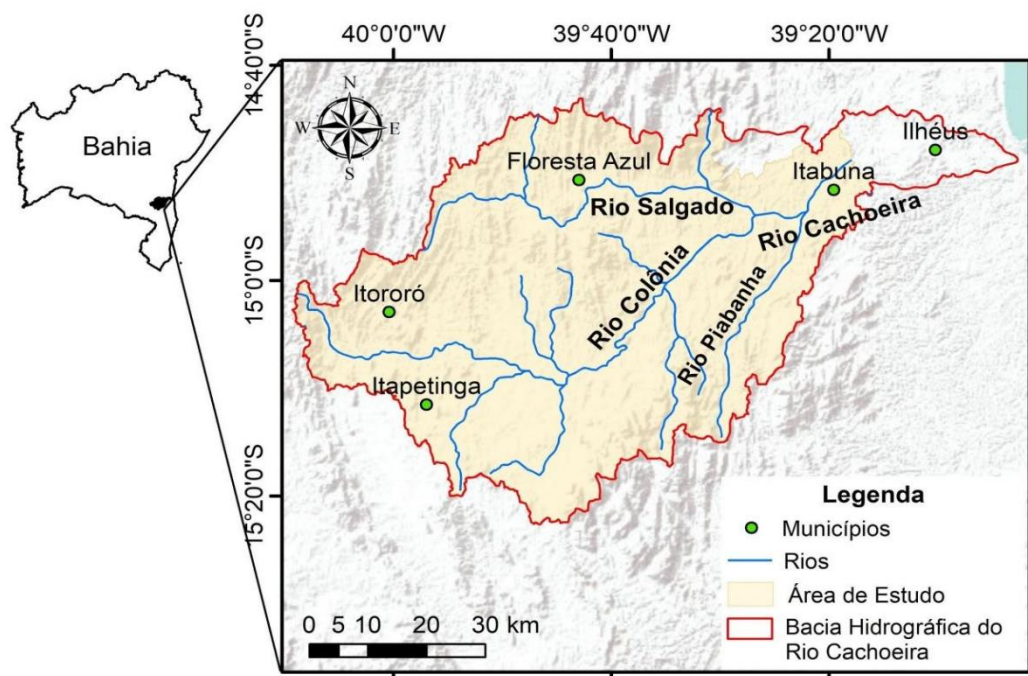 40°0'0"W
39°40'0"W
39°20'0"W
14°40'0"S
15°0'0"S
15°20'0"S
Bahia
N
W
E
S
Ilhéus
Floresta Azul
Itabuna
Rio Salgado
Rio Cachoeira
Rio Colônia
Rio Piabanha
Itororó
Itapetinga
Legenda
Municípios
Rios
Área de Estudo
Bacia Hidrográfica do
Rio Cachoeira
0 5 10 20 30 km